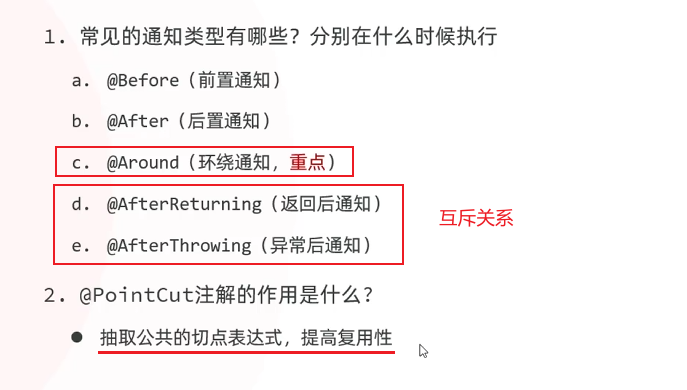 1. 常见的通知类型有哪些？分别在什么时候执行
a. @Before（前置通知）
b. @After（后置通知）
c. @Around（环绕通知，重点）
d. @AfterReturning（返回后通知）
互斥关系
e. @AfterThrowing（异常后通知）
2. @PointCut注解的作用是什么？
● 抽取公共的切点表达式，提高复用性